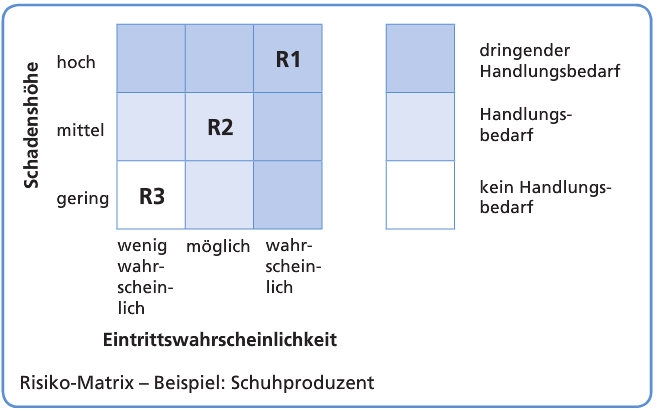 Schadenshöhe
hoch
R1
mittel
R2
gering
R3
wenig
wahr-
schein-
lich
möglich
wahr-
schein-
lich
Eintrittswahrscheinlichkeit
dringender
Handlungsbedarf
Handlungs-
bedarf
kein Handlungs-
bedarf
Risiko-Matrix – Beispiel: Schuhproduzent